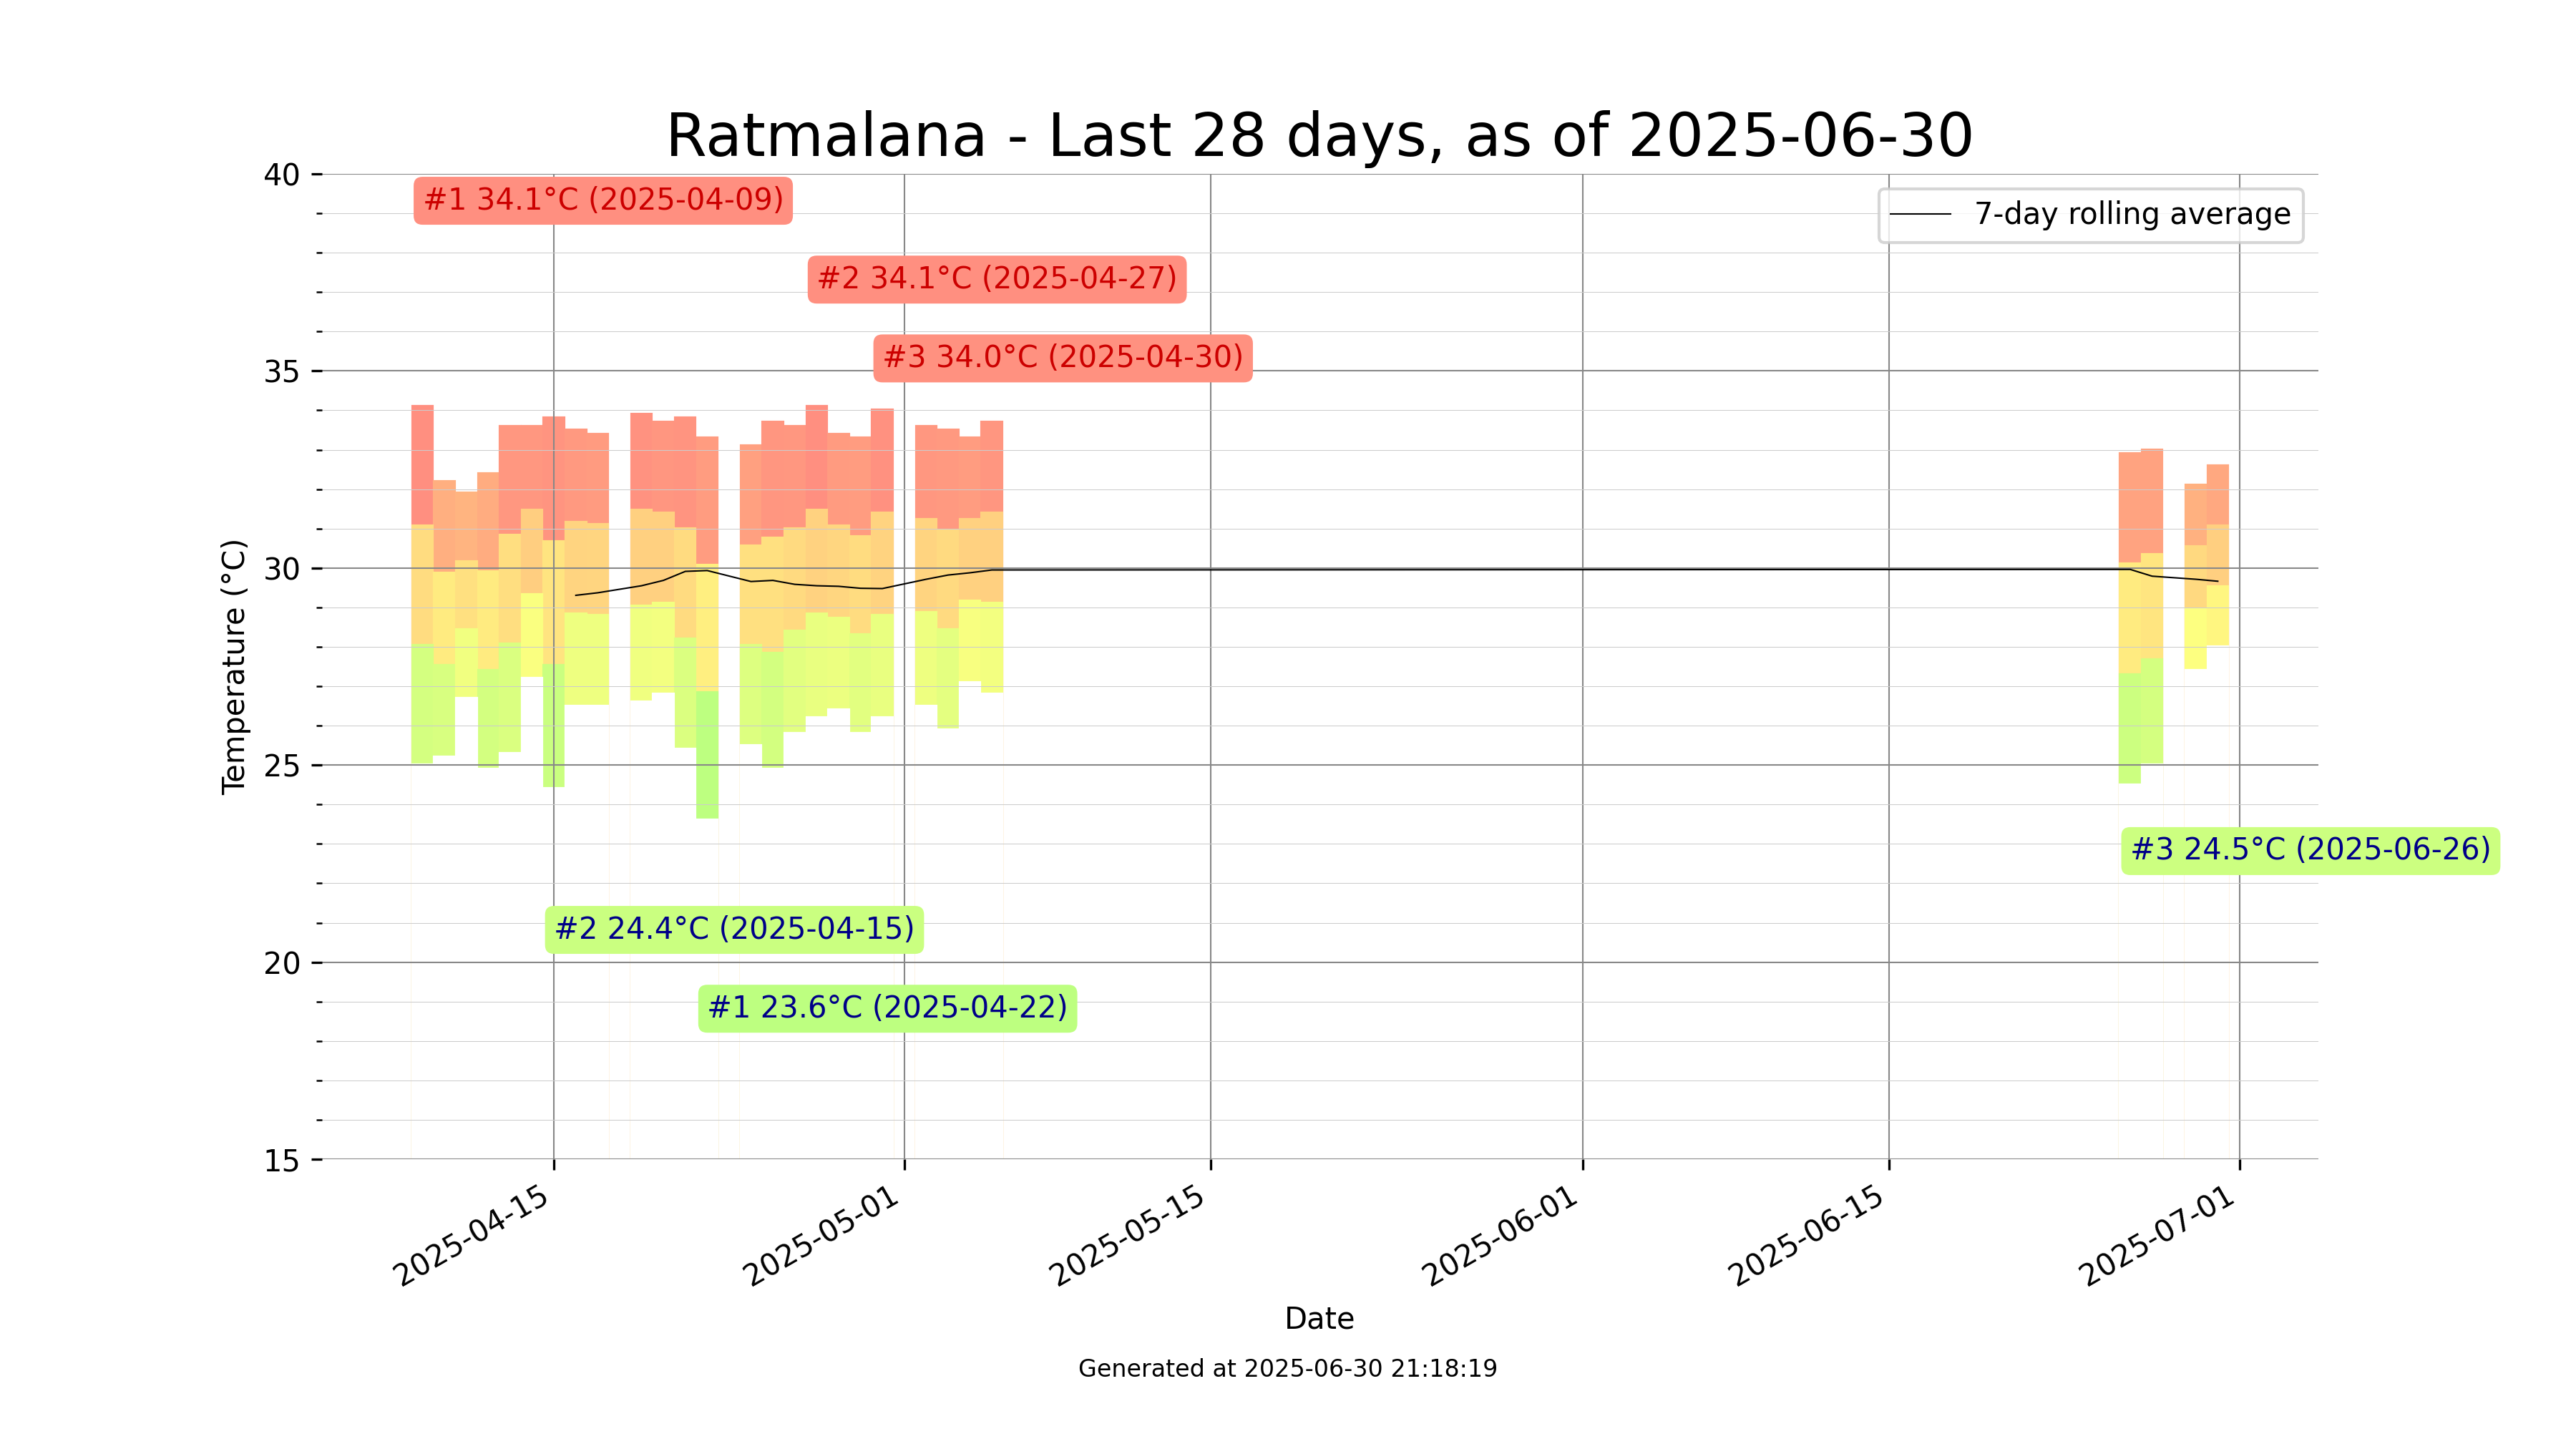 Ratmalana - Last 28 days, as of 2025-06-30
40
#1 34.1°C (2025-04-09)
7-day rolling average
#2 34.1°C (2025-04-27)
#3 34.0°C (2025-04-30)
35
30
Temperature (°C)
25
#3 24.5°C (2025-06-26)
#2 24.4°C (2025-04-15)
20
#1 23.6°C (2025-04-22)
15
2025-04-15
2025-05-01
2025-05-15
2025-06-01
2025-06-15
2025-07-01
Date
Generated at 2025-06-30 21:18:19